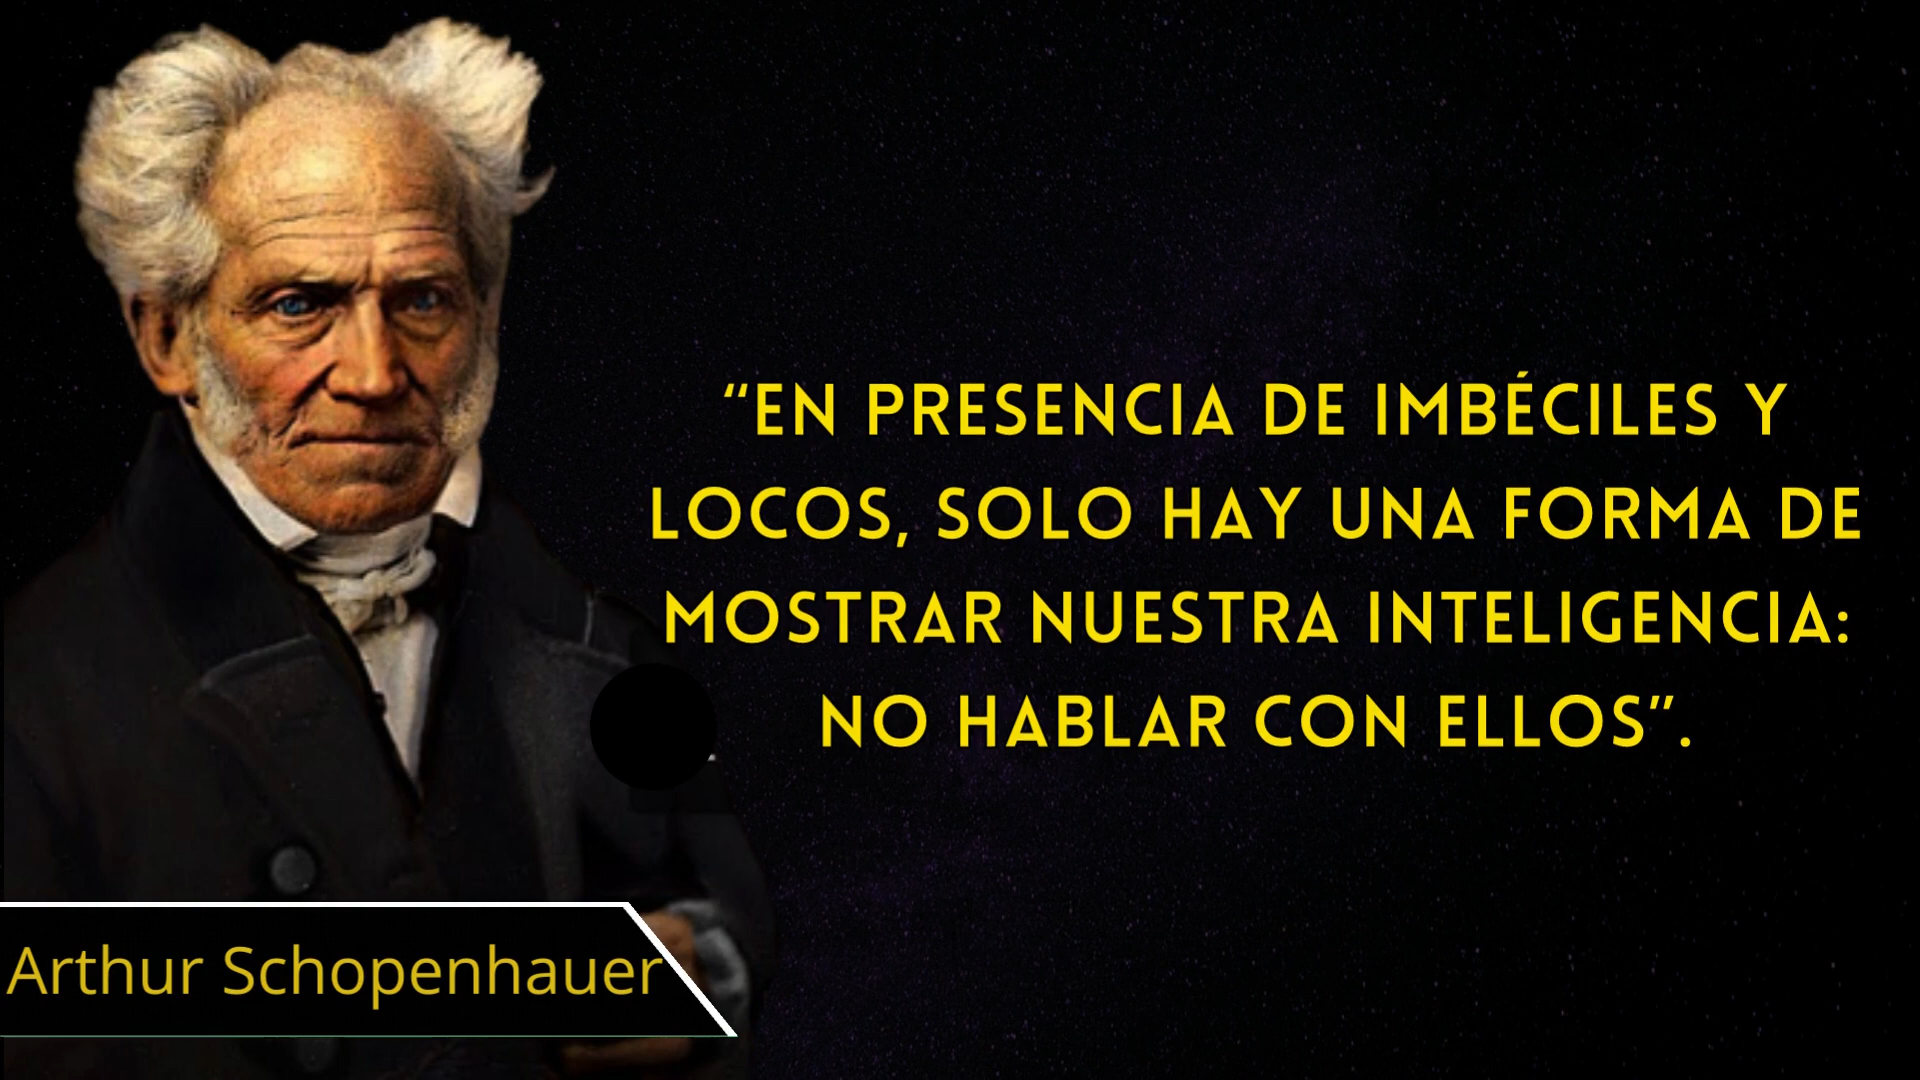 “EN PRESENCIA DE IMBÉCILES Y
LOCOS, SOLO HAY UNA FORMA DE
MOSTRAR NUESTRA INTELIGENCIA:
NO HABLAR CON ELLOS”.
Arthur Schopenhauer